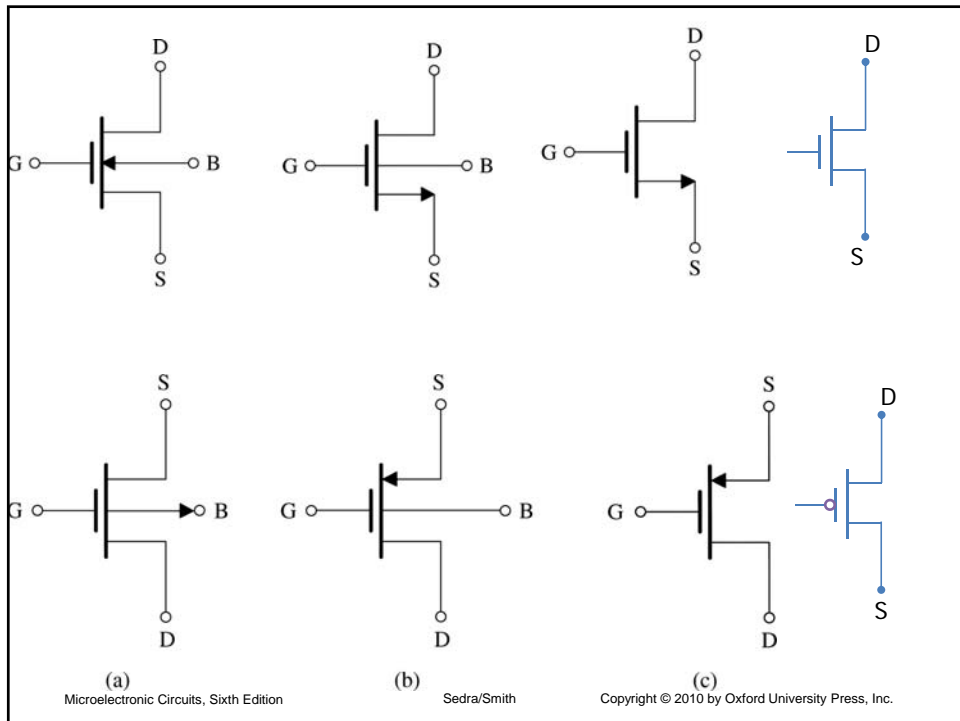 D D D D
G B G B G
S S S S
S S S D
G B G B G
D D D S
(a) (b) (c)
Microelectronic Circuits, Sixth Edition Sedra/Smith Copyright © 2010 by Oxford University Press, Inc.